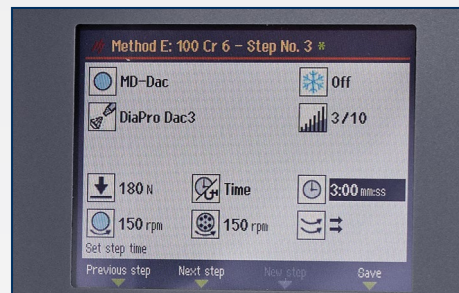 Method E: 100 Cr 6 - Step No. 3 *
MD-Dac
Off
DiaPro Dac3
3/10
180 N
Time
3:00 mm:ss
150 rpm
150 rpm
Set step time
Previous step
Next step
New step
Save